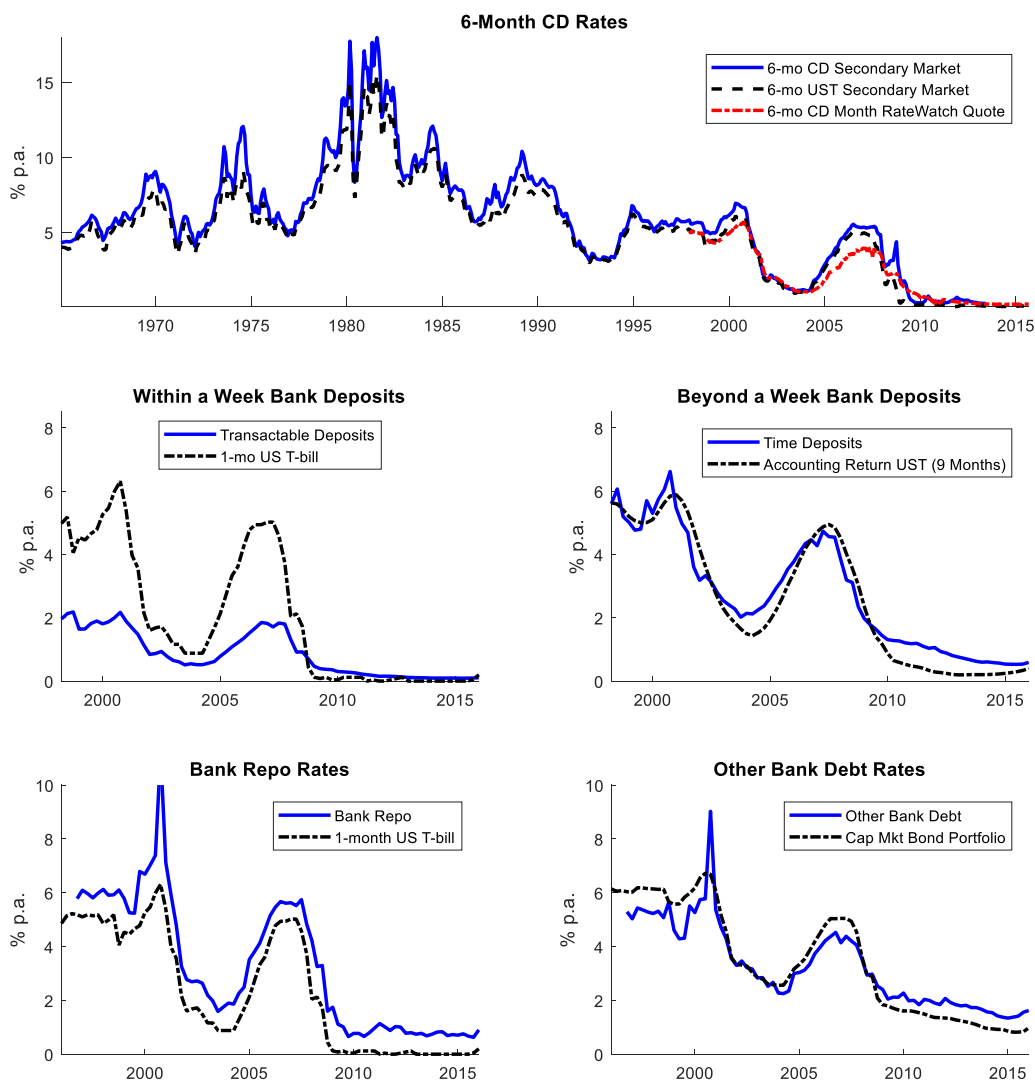 6-Month CD Rates
% p.a.
15
10
5
6-mo CD Secondary Market
6-mo UST Secondary Market
6-mo CD Month RateWatch Quote
1970 1975 1980 1985 1990 1995 2000 2005 2010 2015
Within a Week Bank Deposits
% p.a.
8
6
4
2
0
Transactable Deposits
1-mo US T-bill
2000 2005 2010 2015
Beyond a Week Bank Deposits
% p.a.
8
6
4
2
0
Time Deposits
Accounting Return UST (9 Months)
2000 2005 2010 2015
Bank Repo Rates
% p.a.
10
8
6
4
2
0
Bank Repo
1-month US T-bill
2000 2005 2010 2015
Other Bank Debt Rates
% p.a.
10
8
6
4
2
0
Other Bank Debt
Cap Mkt Bond Portfolio
2000 2005 2010 2015